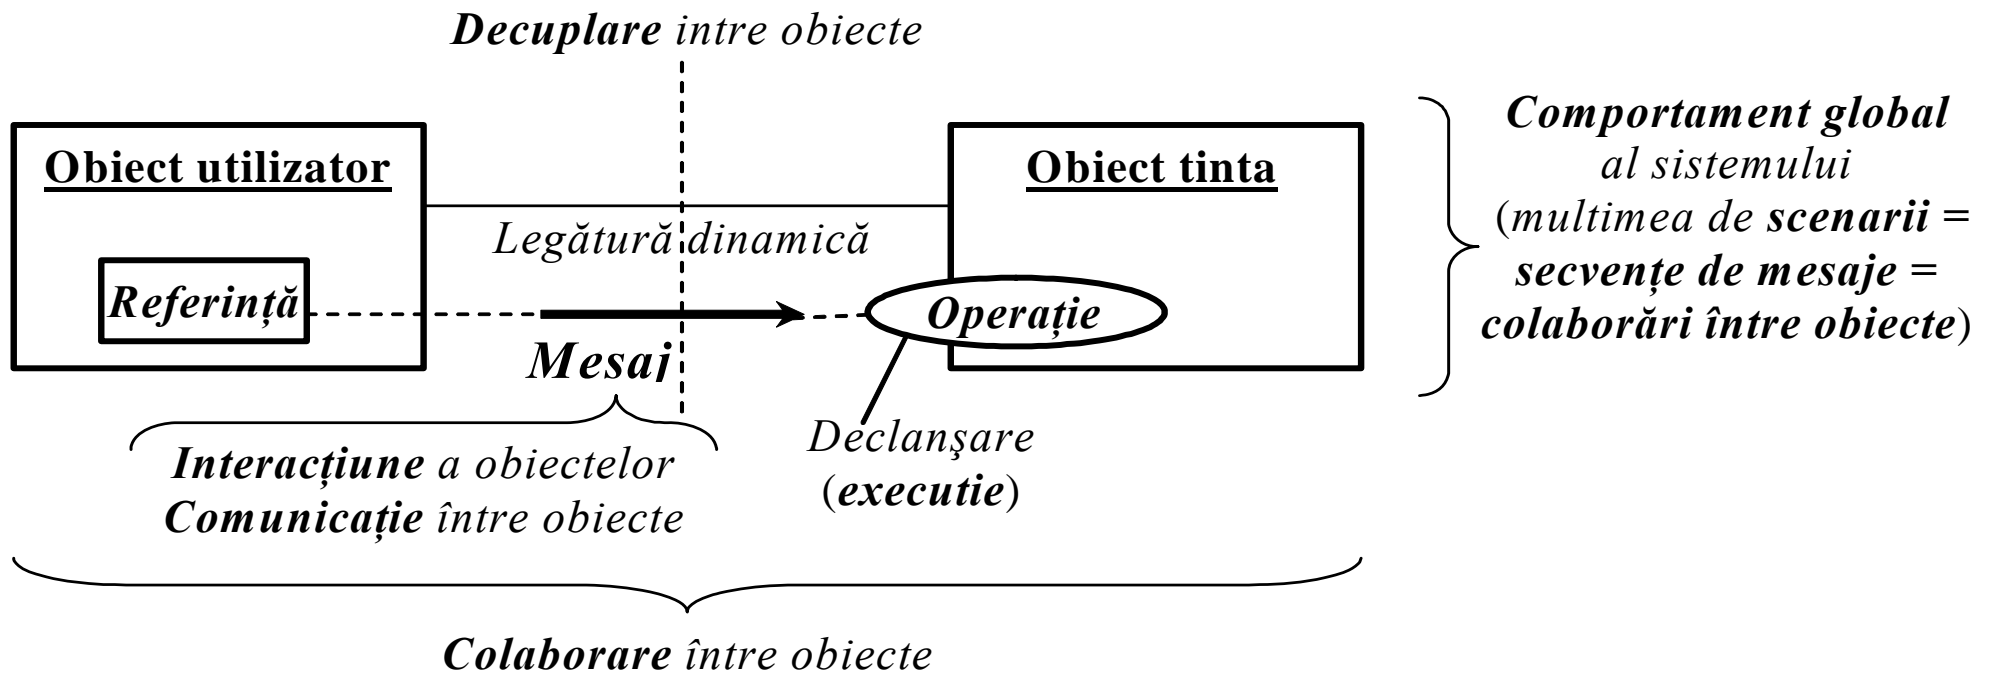 Decuplare intre obiecte
Obiect utilizator
Obiect tinta
Legătură dinamică
Referință
Operație
Mesaj
Interacțiune a obiectelor
Comunicație între obiecte
Declanşare
(executie)
Colaborare între obiecte
Comportament global
al sistemului
(multimea de scenarii =
secvențe de mesaje =
colaborări între obiecte)